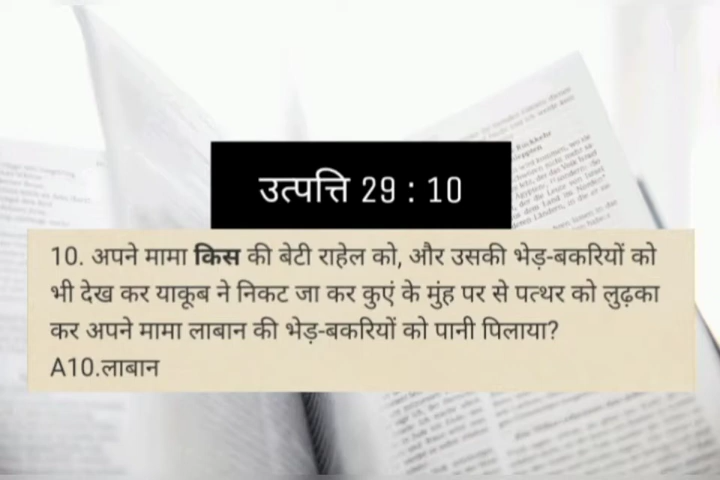 उत्पत्ति 29 : 10
10. अपने मामा किस की बेटी राहेल को, और उसकी भेड़-बकरियों को
भी देख कर याकूब ने निकट जा कर कुएं के मुंह पर से पत्थर को लुढ़का
कर अपने मामा लाबान की भेड़-बकरियों को पानी पिलाया?
A10.लाबान